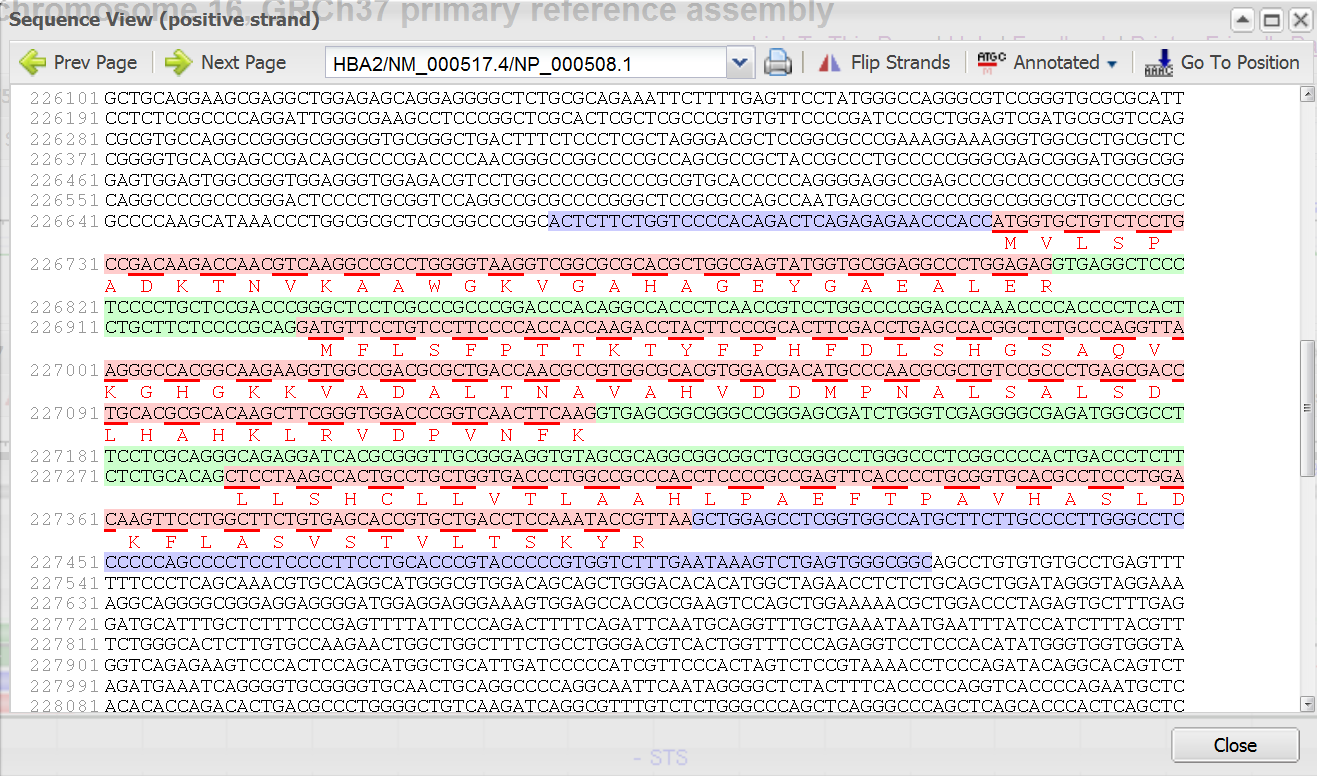 chromosome 16, GRCh37 primary reference assembly
Sequence View (positive strand)
Prev Page
Next Page
HBA2/NM_000517.4/NP_000508.1
Flip Strands
Annotated
Go To Position
226101 GCTGCAGGAAGCGAGGCTGGAGAGCAGGAGGGGCTCTGCGCAGAAATTCTTTTGAGTTCCTATGGGCCAGGGCGTCCGGGTGCGCGCATT
226191 CCTCTCCGCCCCAGGATTGGGCGAAGCCTCCCGGCTCGCACTCGCTCGCCCGTGTGTTCCCCGATCCCGCTGGAGTCGATGCGCGTCCAG
226281 CGCGTGCCAGGCCGGGGCGGGGGTGCGGGCTGACTTTCTCCCTCGCTAGGGACGCTCCGGCGCCCGAAAGGAAAGGGTGGCGCTGCGCTC
226371 CGGGGTGCACGAGCCGACAGCGCCCGACCCCAACGGGCCGGCCCCGCCAGCGCCGCTACCGCCCTGCCCCCGGGCGAGCGGGATGGGCGG
226461 GAGTGGAGTGGCGGGTGGAGGGTGGAGACGTCCTGGCCCCCGCCCCGCGTGCACCCCCAGGGGAGGCCGAGCCCGCCGCCCGGCCCCGCG
226551 CAGGCCCCGCCCGGGACTCCCCTGCGGTCCAGGCCGCGCCCCGGGCTCCGCGCCAGCCAATGAGCGCCGCCCGGCCGGGCGTGCCCCCGC
226641 GCCCCAAGCATAAACCCTGGCGCGCTCGCGGCCCGGCACTCTTCTGGTCCCCACAGACTCAGAGAGAACCCACCATGGTGCTGTCTCCTG
M V L S P
226731 CCGACAAGACCAACGTCAAGGCCGCCTGGGGTAAGGTCGGCGCGCACGCTGGCGAGTATGGTGCGGAGGCCCTGGAGAGGTGAGGCTCCC
A D K T N V K A A W G K V G A H A G E Y G A E A L E R
226821 TCCCCTGCTCCGACCCGGGCTCCTCGCCCGCCCGGACCCACAGGCCACCCTCAACCGTCCTGGCCCCGGACCCAAACCCCACCCCTCACT
226911 CTGCTTCTCCCCGCAGGATGTTCCTGTCCTTCCCCACCACCAAGACCTACTTCCCGCACTTCGACCTGAGCCACGGCTCTGCCCAGGTTA
M F L S F P T T K T Y F P H F D L S H G S A Q V
227001 AGGGCCACGGCAAGAAGGTGGCCGACGCGCTGACCAACGCCGTGGCGCACGTGGACGACATGCCCAACGCGCTGTCCGCCCTGAGCGACC
K G H G K K V A D A L T N A V A H V D D M P N A L S A L S D
227091 TGCACGCGCACAAGCTTCGGGTGGACCCGGTCAACTTCAAGGTGAGCGGCGGGCCGGGAGCGATCTGGGTCGAGGGGCGAGATGGCGCCT
L H A H K L R V D P V N F K
227181 TCCTCGCAGGGCAGAGGATCACGCGGGTTGCGGGAGGTGTAGCGCAGGCGGCGGCTGCGGGCCTGGGCCCTCGGCCCCACTGACCCTCTT
227271 CTCTGCACAGCTCCTAAGCCACTGCCTGCTGGTGACCCTGGCCGCCCACCTCCCCGCCGAGTTCACCCCTGCGGTGCACGCCTCCCTGGA
L L S H C L L V T L A A H L P A E F T P A V H A S L D
227361 CAAGTTCCTGGCTTCTGTGAGCACCGTGCTGACCTCCAAATACCGTTAAGCTGGAGCCTCGGTGGCCATGCTTCTTGCCCCTTGGGCCTC
K F L A S V S T V L T S K Y R
227451 CCCCCAGCCCCTCCTCCCCTTCCTGCACCCGTACCCCCGTGGTCTTTGAATAAAGTCTGAGTGGGCGGCAGCCTGTGTGTGCCTGAGTTT
227541 TTTCCCTCAGCAAACGTGCCAGGCATGGGCGTGGACAGCAGCTGGGACACACATGGCTAGAACCTCTCTGCAGCTGGATAGGGTAGGAAA
227631 AGGCAGGGGCGGGAGGAGGGGATGGAGGAGGGAAAGTGGAGCCACCGCGAAGTCCAGCTGGAAAAACGCTGGACCCTAGAGTGCTTTGAG
227721 GATGCATTTGCTCTTTCCCGAGTTTTATTCCCAGACTTTTCAGATTCAATGCAGGTTTGCTGAAATAATGAATTTATCCATCTTTACGTT
227811 TCTGGGCACTCTTGTGCCAAGAACTGGCTGGCTTTCTGCCTGGGACGTCACTGGTTTCCCAGAGGTCCTCCCACATATGGGTGGTGGGTA
227901 GGTCAGAGAAGTCCCACTCCAGCATGGCTGCATTGATCCCCCATCGTTCCCACTAGTCTCCGTAAAACCTCCCAGATACAGGCACAGTCT
227991 AGATGAAATCAGGGGTGCGGGGTGCAACTGCAGGCCCCAGGCAATTCAATAGGGGCTCTACTTTCACCCCCAGGTCACCCCAGAATGCTC
228081 ACACACCAGACACTGACGCCCTGGGGCTGTCAAGATCAGGCGTTTGTCTCTGGGCCCAGCTCAGGGCCCAGCTCAGCACCCACTCAGCTC
Close
- STS